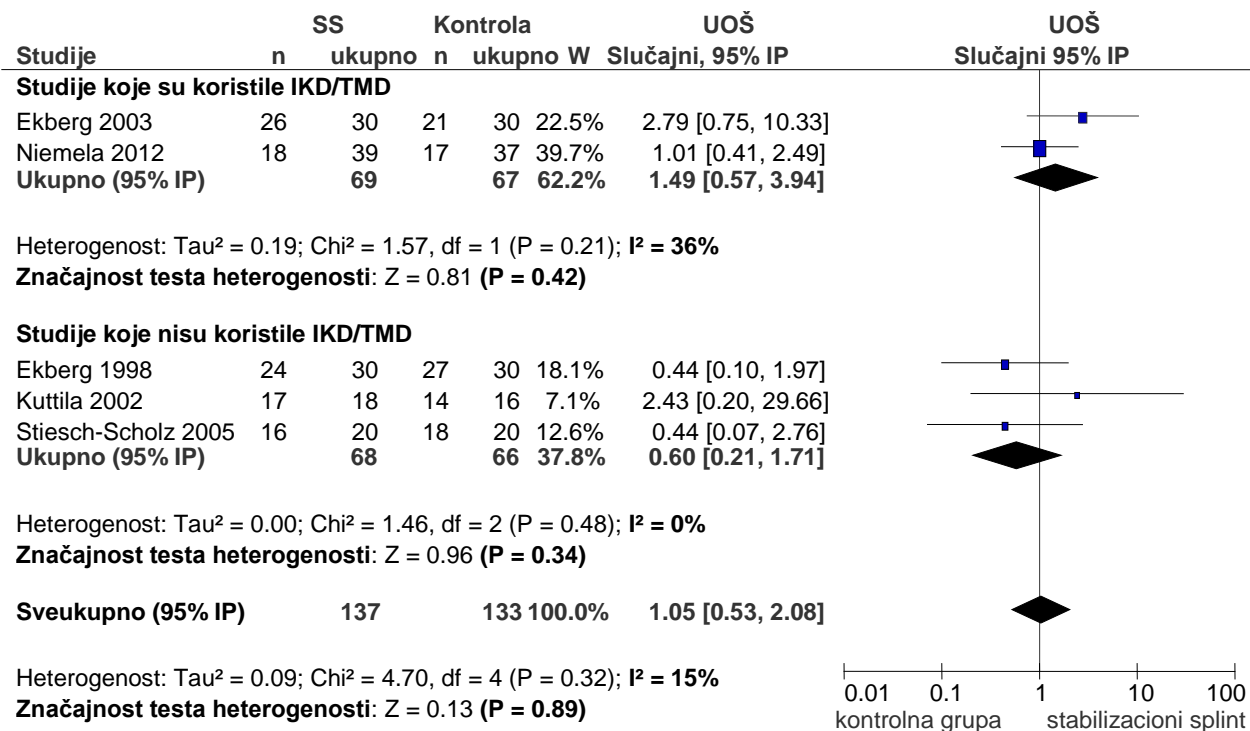 SS Kontrola UOŠ UOŠ
Studije n ukupno n ukupno W Slučajni, 95% IP Slučajni 95% IP
Studije koje su koristile IKD/TMD
Ekberg 2003 26 30 21 30 22.5% 2.79 [0.75, 10.33]
Niemela 2012 18 39 17 37 39.7% 1.01 [0.41, 2.49]
Ukupno (95% IP) 69 67 62.2% 1.49 [0.57, 3.94]
Heterogenost: Tau² = 0.19; Chi² = 1.57, df = 1 (P = 0.21); I² = 36%
Značajnost testa heterogenosti: Z = 0.81 (P = 0.42)
Studije koje nisu koristile IKD/TMD
Ekberg 1998 24 30 27 30 18.1% 0.44 [0.10, 1.97]
Kuttila 2002 17 18 14 16 7.1% 2.43 [0.20, 29.66]
Stiesch-Scholz 2005 16 20 18 20 12.6% 0.44 [0.07, 2.76]
Ukupno (95% IP) 68 66 37.8% 0.60 [0.21, 1.71]
Heterogenost: Tau² = 0.00; Chi² = 1.46, df = 2 (P = 0.48); I² = 0%
Značajnost testa heterogenosti: Z = 0.96 (P = 0.34)
Sveukupno (95% IP) 137 133 100.0% 1.05 [0.53, 2.08]
Heterogenost: Tau² = 0.09; Chi² = 4.70, df = 4 (P = 0.32); I² = 15%
Značajnost testa heterogenosti: Z = 0.13 (P = 0.89)
0.01 0.1 1 10 100
kontrolna grupa stabilizacioni splint